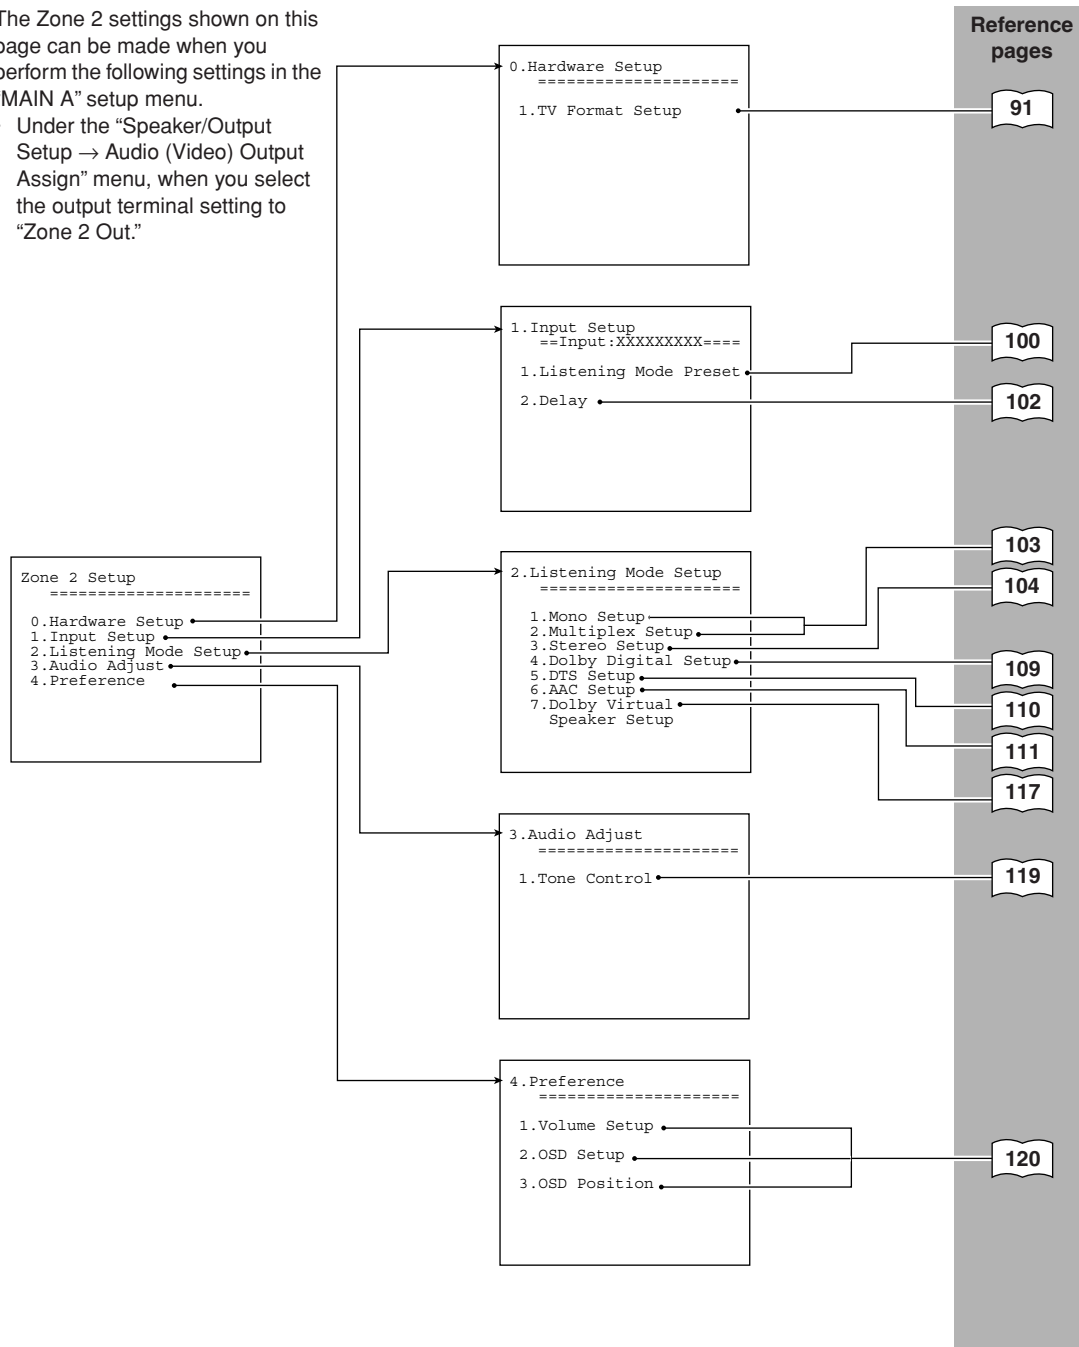 The Zone 2 settings shown on this
page can be made when you
perform the following settings in the
“MAIN A” setup menu.
Under the “Speaker/Output
Setup → Audio (Video) Output
Assign” menu, when you select
the output terminal setting to
“Zone 2 Out.”
Reference
pages
0.Hardware Setup
=====================
1.TV Format Setup
91
1.Input Setup
==Input:XXXXXXXXX====
1.Listening Mode Preset
100
2.Delay
102
Zone 2 Setup
=====================
0.Hardware Setup
1.Input Setup
2.Listening Mode Setup
3.Audio Adjust
4.Preference
2.Listening Mode Setup
=====================
1.Mono Setup
2.Multiplex Setup
3.Stereo Setup
4.Dolby Digital Setup
5.DTS Setup
6.AAC Setup
7.Dolby Virtual
Speaker Setup
103
104
109
110
111
117
3.Audio Adjust
=====================
1.Tone Control
119
4.Preference
=====================
1.Volume Setup
2.OSD Setup
3.OSD Position
120